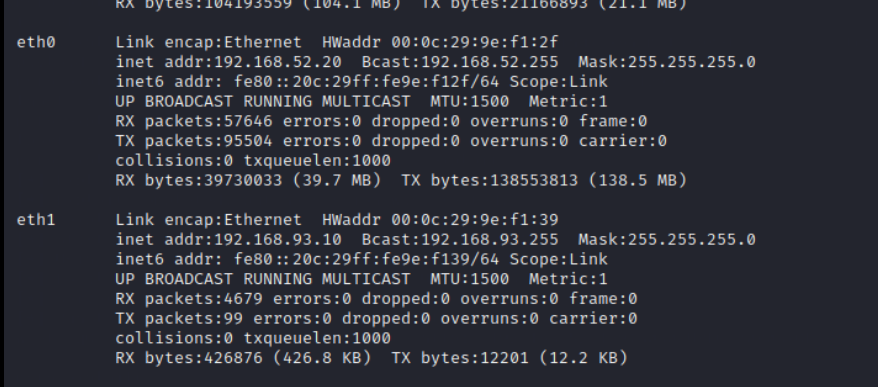 RX bytes:104193559 (104.1 MB)  TX bytes:21166893 (21.1 MB)
eth0      Link encap:Ethernet  HWaddr 00:0c:29:9e:f1:2f
          inet addr:192.168.52.20  Bcast:192.168.52.255  Mask:255.255.255.0
          inet6 addr: fe80::20c:29ff:fe9e:f12f/64 Scope:Link
          UP BROADCAST RUNNING MULTICAST  MTU:1500  Metric:1
          RX packets:57646 errors:0 dropped:0 overruns:0 frame:0
          TX packets:95504 errors:0 dropped:0 overruns:0 carrier:0
          collisions:0 txqueuelen:1000
          RX bytes:39730033 (39.7 MB)  TX bytes:138553813 (138.5 MB)
eth1      Link encap:Ethernet  HWaddr 00:0c:29:9e:f1:39
          inet addr:192.168.93.10  Bcast:192.168.93.255  Mask:255.255.255.0
          inet6 addr: fe80::20c:29ff:fe9e:f139/64 Scope:Link
          UP BROADCAST RUNNING MULTICAST  MTU:1500  Metric:1
          RX packets:4679 errors:0 dropped:0 overruns:0 frame:0
          TX packets:99 errors:0 dropped:0 overruns:0 carrier:0
          collisions:0 txqueuelen:1000
          RX bytes:426876 (426.8 KB)  TX bytes:12201 (12.2 KB)